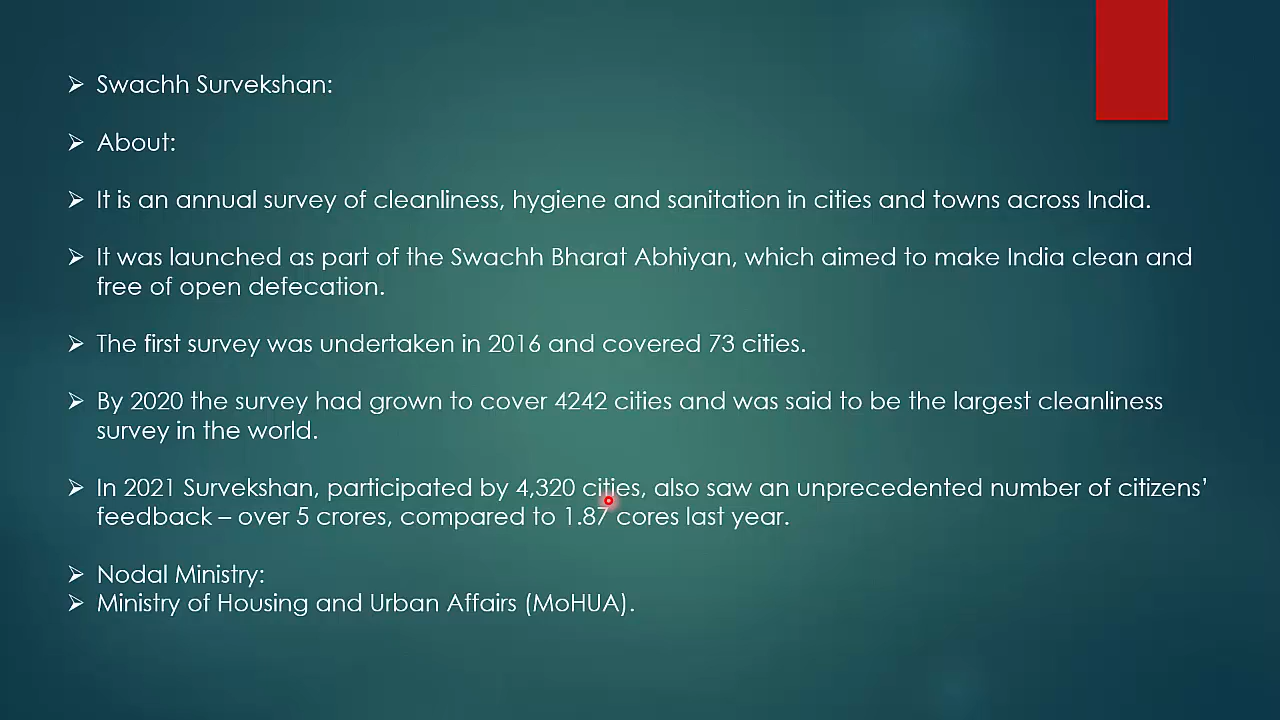 ➢ Swachh Survekshan:
➢ About:
➢ It is an annual survey of cleanliness, hygiene and sanitation in cities and towns across India.
➢ It was launched as part of the Swachh Bharat Abhiyan, which aimed to make India clean and
free of open defecation.
➢ The first survey was undertaken in 2016 and covered 73 cities.
➢ By 2020 the survey had grown to cover 4242 cities and was said to be the largest cleanliness
survey in the world.
➢ In 2021 Survekshan, participated by 4,320 cities, also saw an unprecedented number of citizens’
feedback – over 5 crores, compared to 1.87 cores last year.
➢ Nodal Ministry:
➢ Ministry of Housing and Urban Affairs (MoHUA).